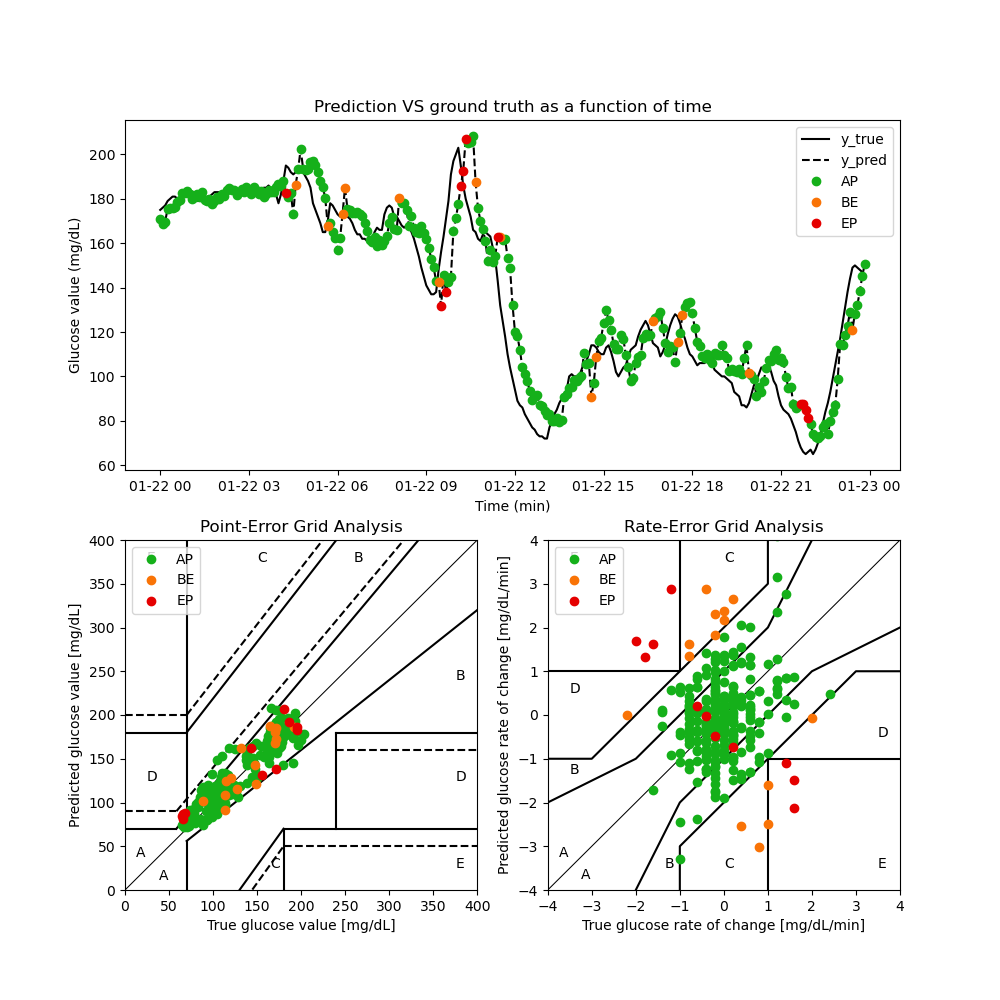 Prediction VS ground truth as a function of time
Glucose value (mg/dL)
200
180
160
140
120
100
80
60
y_true
y_pred
AP
BE
EP
01-22 00 01-22 03 01-22 06 01-22 09 01-22 12 01-22 15 01-22 18 01-22 21 01-23 00
Time (min)
Point-Error Grid Analysis
Predicted glucose value [mg/dL]
400
350
300
250
200
150
100
50
0
AP
BE
EP
C B
B
D D
A
A C E
0 50 100 150 200 250 300 350 400
True glucose value [mg/dL]
Rate-Error Grid Analysis
Predicted glucose rate of change [mg/dL/min]
4
3
2
1
0
−1
−2
−3
−4
AP
BE
EP
C
D
D
B
A
A B C E
−4 −3 −2 −1 0 1 2 3 4
True glucose rate of change [mg/dL/min]